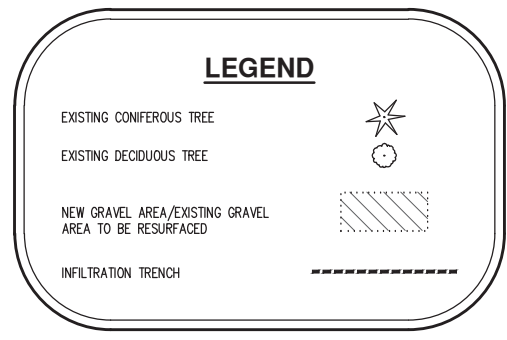 LEGEND
EXISTING CONIFEROUS TREE
EXISTING DECIDUOUS TREE
NEW GRAVEL AREA/EXISTING GRAVEL
AREA TO BE RESURFACED
INFILTRATION TRENCH